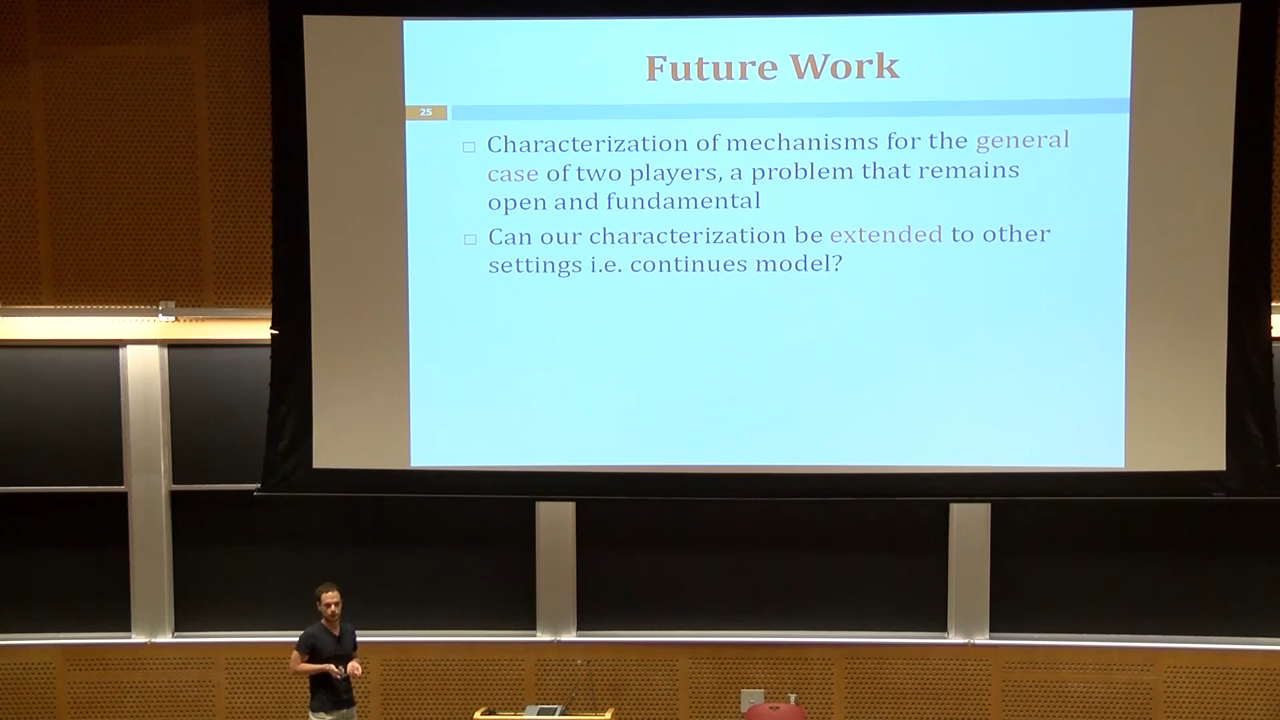 Future Work
25
Characterization of mechanisms for the general
case of two players, a problem that remains
open and fundamental
Can our characterization be extended to other
settings i.e. continues model?